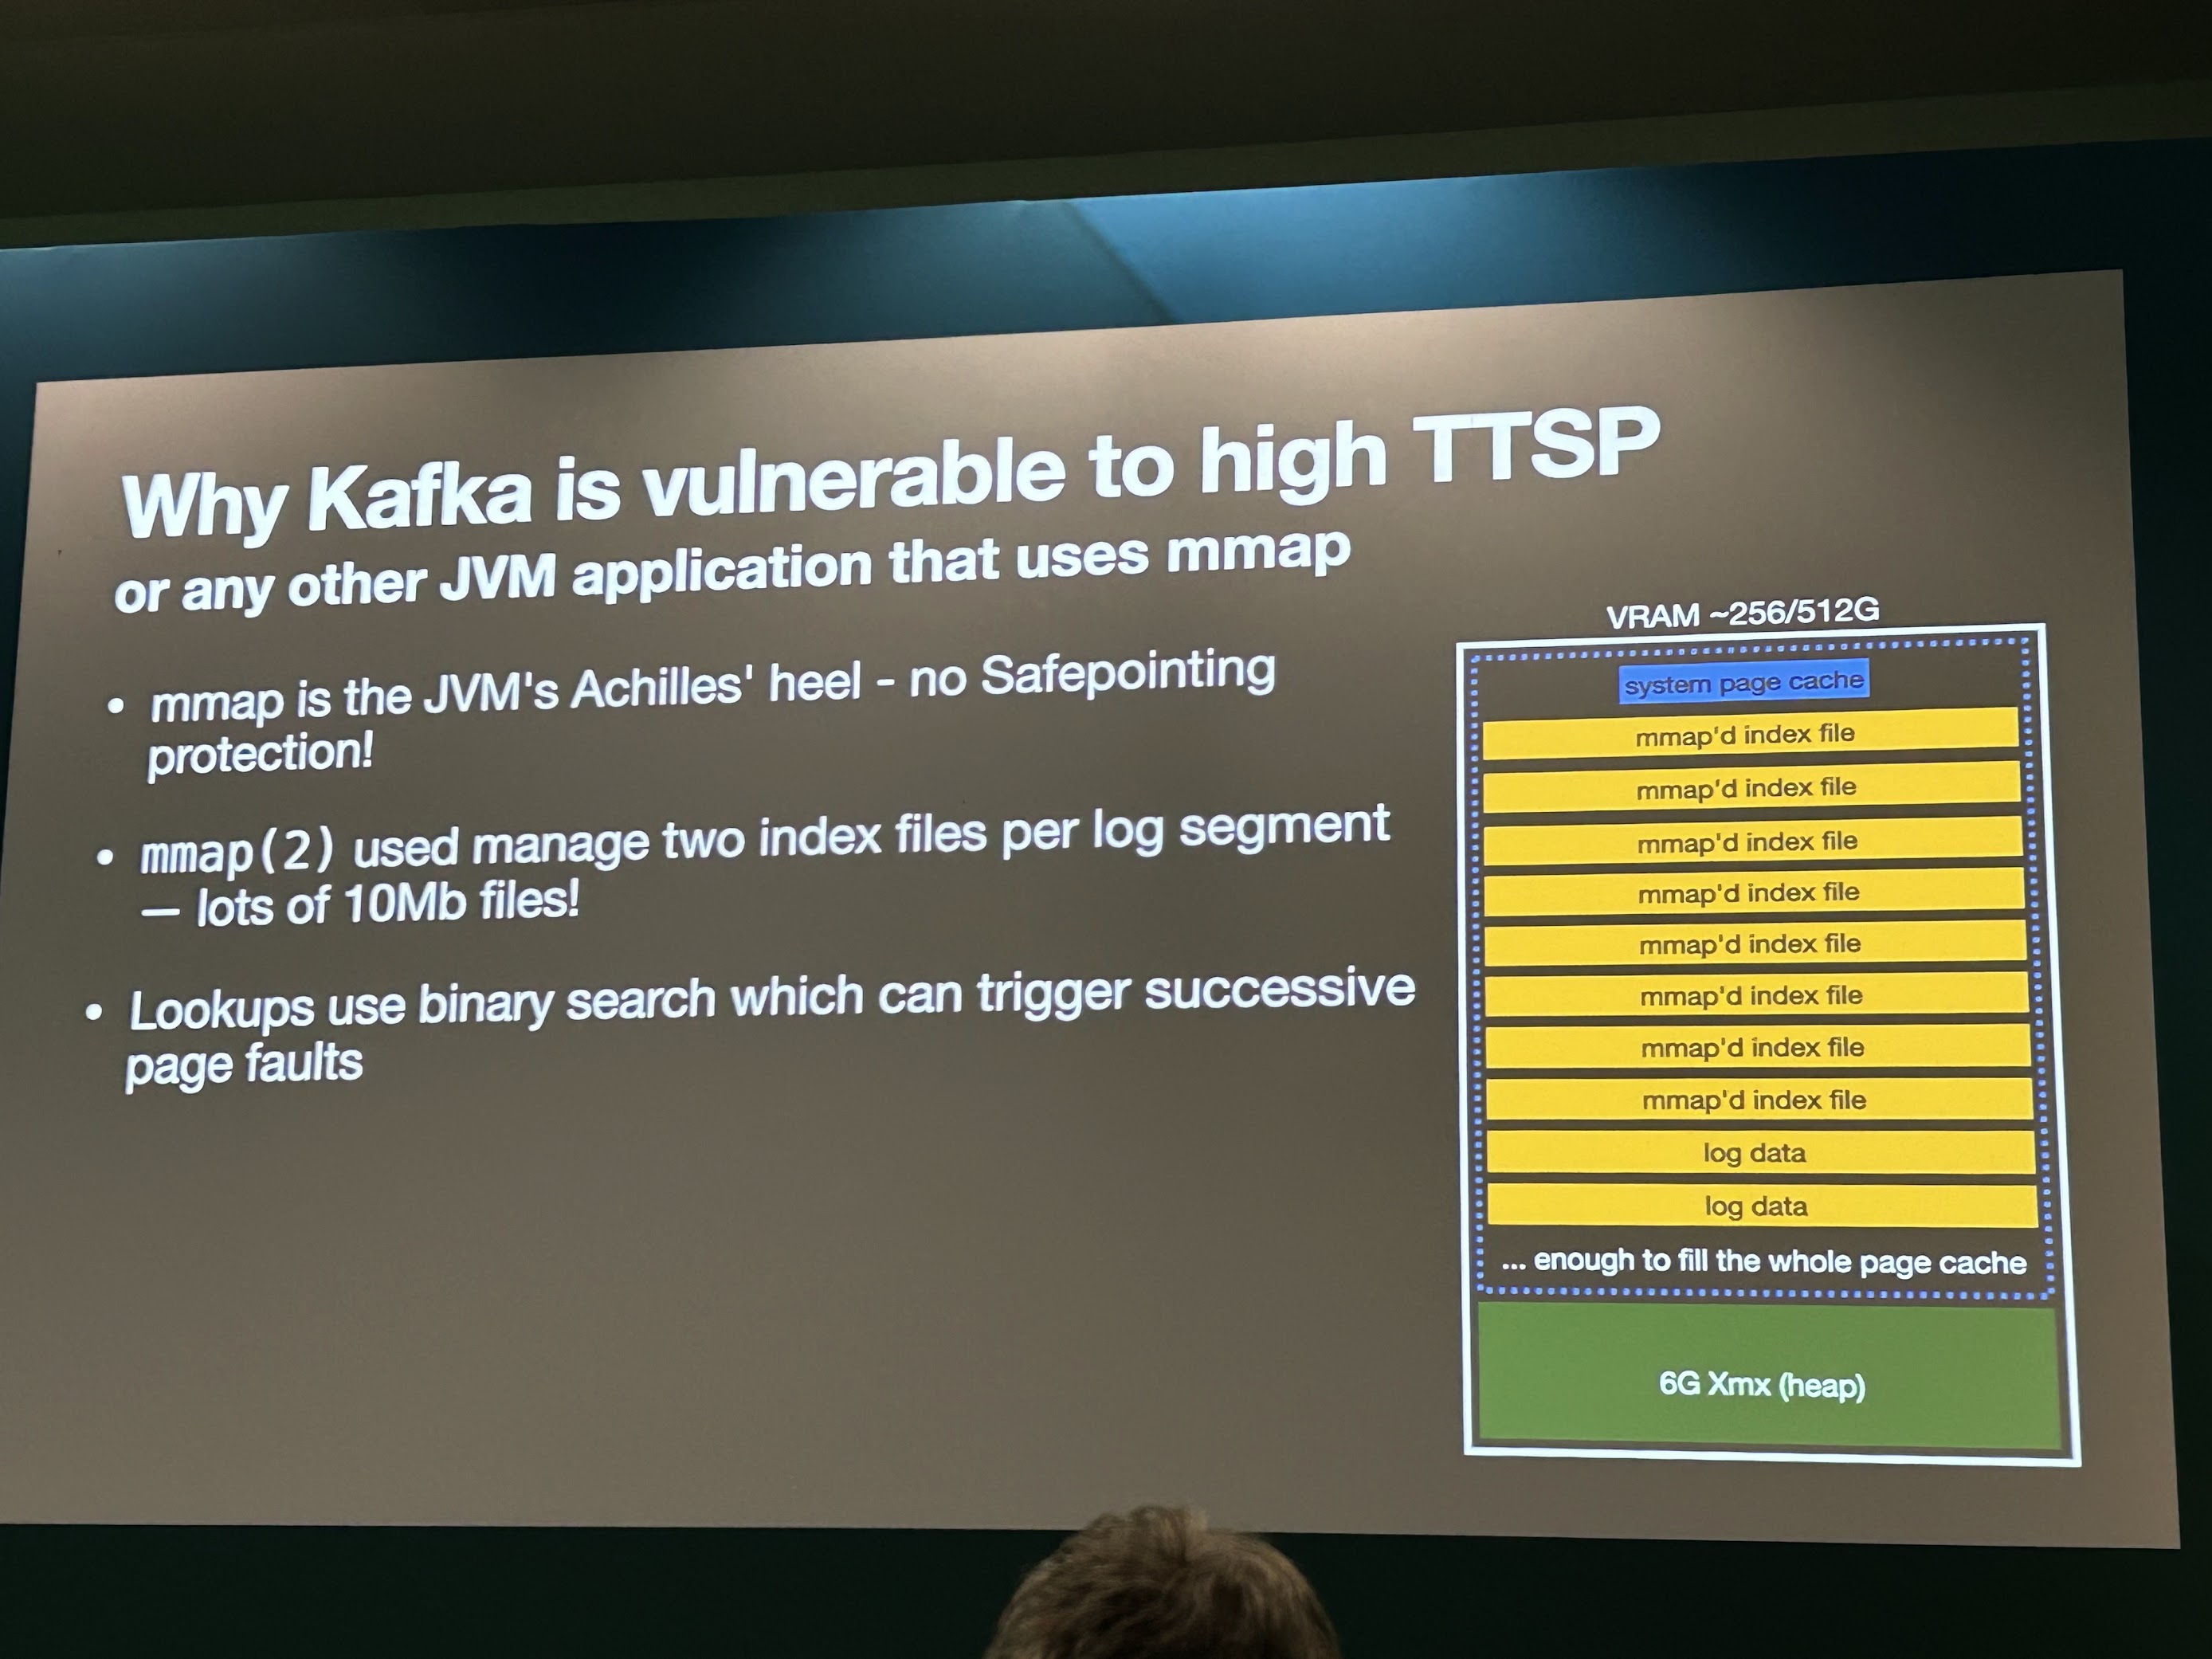 Why Kafka is vulnerable to high TTSP
or any other JVM application that uses mmap
• mmap is the JVM's Achilles' heel - no Safepointing
protection!
• mmap(2) used manage two index files per log segment
— lots of 10Mb files!
• Lookups use binary search which can trigger successive
page faults
VRAM ~256/512G
system page cache
mmap'd index file
mmap'd index file
mmap'd index file
mmap'd index file
mmap'd index file
mmap'd index file
mmap'd index file
mmap'd index file
log data
log data
... enough to fill the whole page cache
6G Xmx (heap)